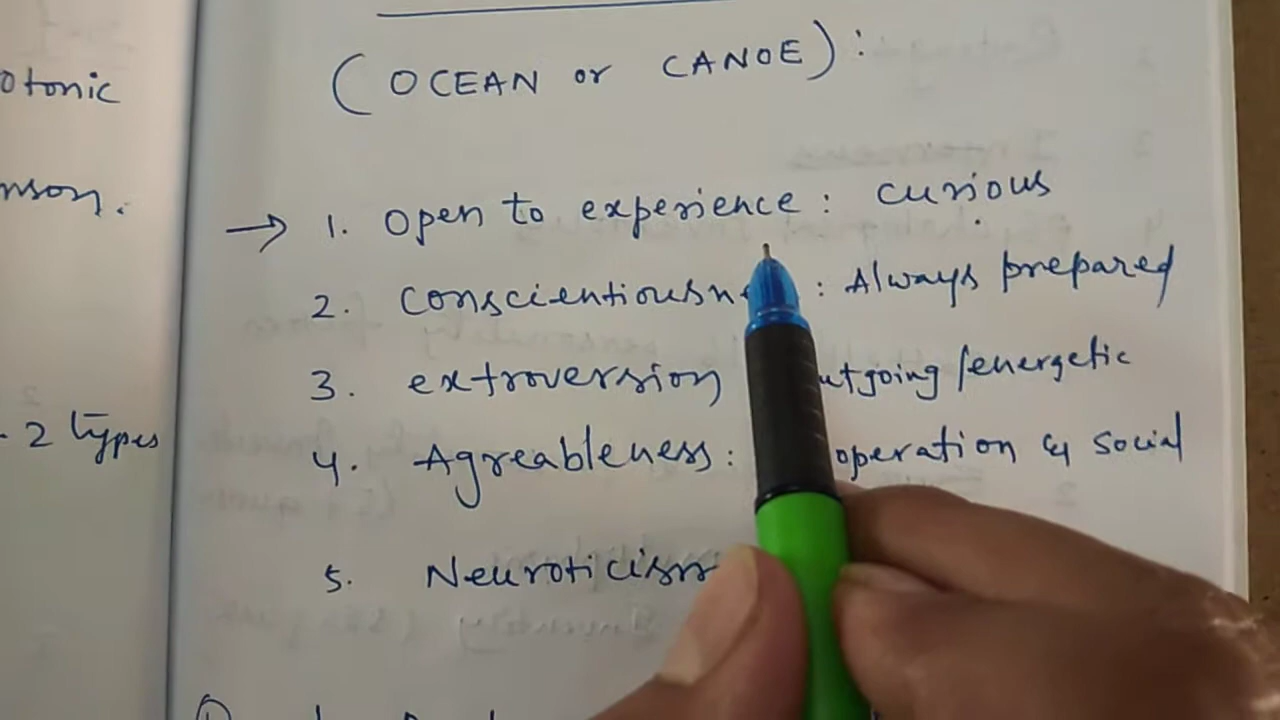 (OCEAN or CANOE):
→ 1. Open to experience: curious
2. Conscientiousn : Always prepared
3. extroversion utgoing/energetic
4. Agreableness: operation & social
5. Neuroticism
otonic
nson.
- 2 Types